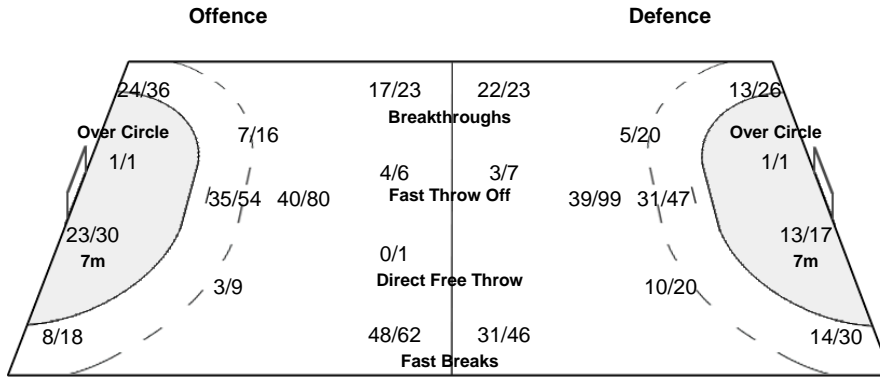 Offence Defence
24/36 17/23 22/23 13/26
Breakthroughs
Over Circle 7/16 5/20 Over Circle
1/1 4/6 3/7 1/1
35/54 40/80 Fast Throw Off 39/99 31/47
23/30 13/17
7m 0/1 7m
Direct Free Throw
3/9 10/20
8/18 48/62 31/46 14/30
Fast Breaks